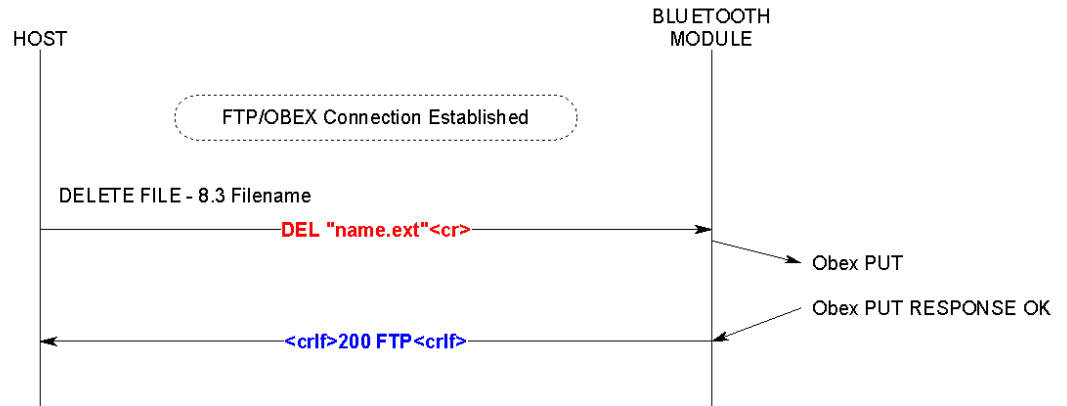 HOST
BLUETOOTH
MODULE
FTP/OBEX Connection Established
DELETE FILE - 8.3 Filename
DEL "name.ext"<cr>
Obex PUT
Obex PUT RESPONSE OK
<crlf>200 FTP<crlf>